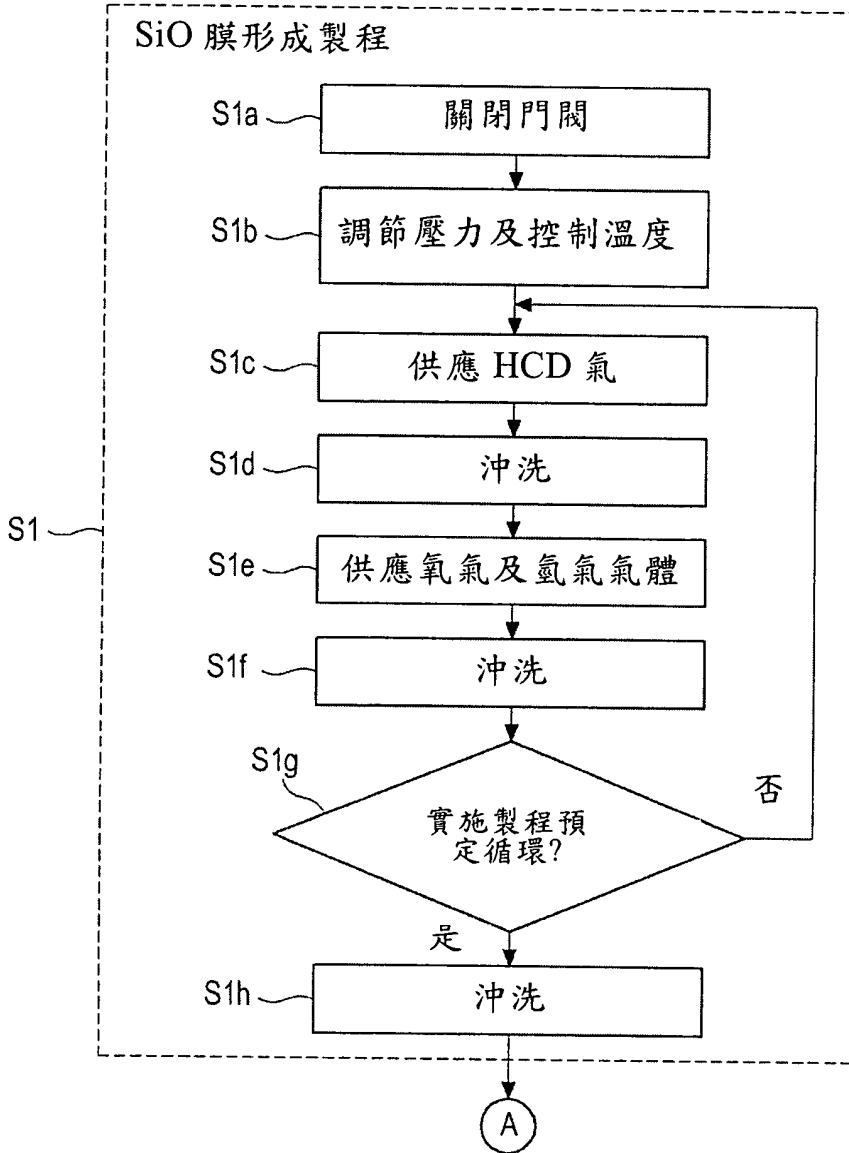 SiO 膜形成製程
S1a
關閉門閥
S1b
調節壓力及控制溫度
S1c
供應 HCD 氣
S1d
沖洗
S1
S1e
供應氧氣及氫氣氣體
S1f
沖洗
S1g
否
實施製程預
定循環?
是
S1h
沖洗
A